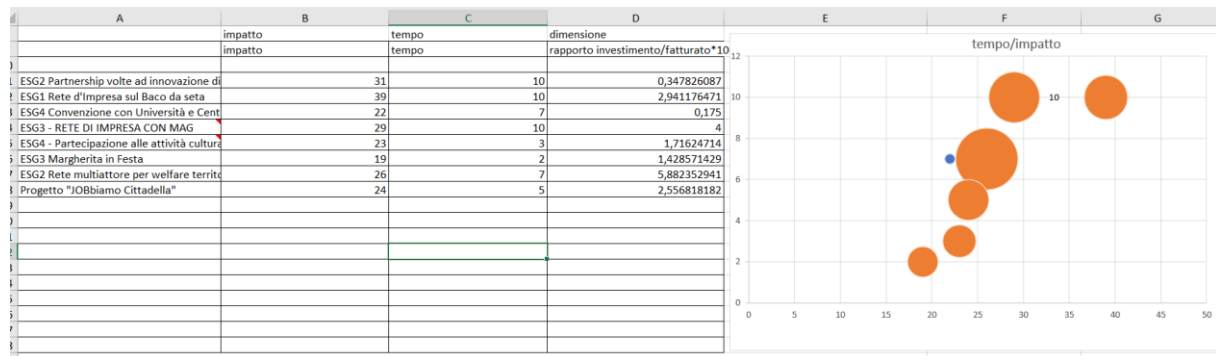 A B C D E F G
impatto tempo dimensione
impatto tempo rapporto investimento/fatturato*10
ESG2 Partnership volte ad innovazione di 31 10 0,347826087
ESG1 Rete d'Impresa sul Baco da seta 39 10 2,941176471
ESG4 Convenzione con Università e Cent 22 7 0,175
ESG3 - RETE DI IMPRESA CON MAG 29 10 4
ESG4 - Partecipazione alle attività cultura 23 3 1,71624714
ESG3 Margherita in Festa 19 2 1,428571429
ESG2 Rete multiattore per welfare territo 26 7 5,882352941
Progetto "JOBbiamo Cittadella" 24 5 2,556818182
tempo/impatto
12
10
10
8
6
4
2
0
0 5 10 15 20 25 30 35 40 45 50